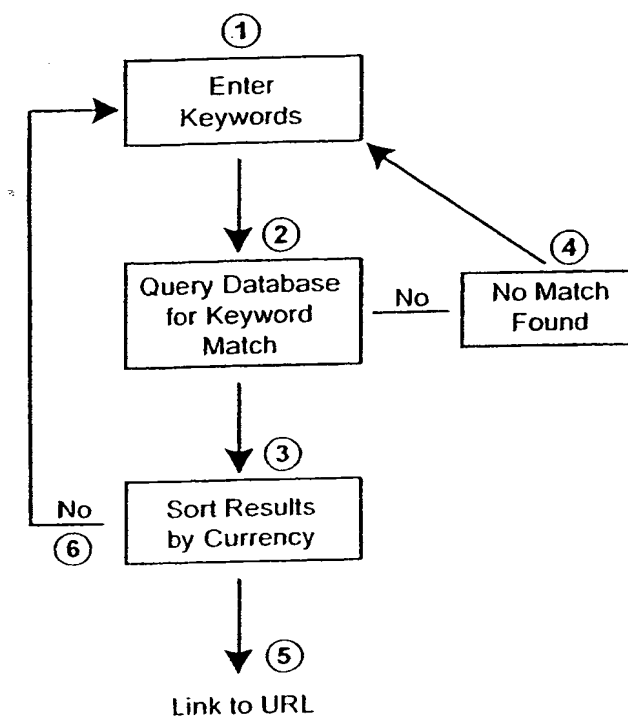 1
Enter
Keywords
2
Query Database
for Keyword
Match
No
4
No Match
Found
3
Sort Results
by Currency
No
6
5
Link to URL